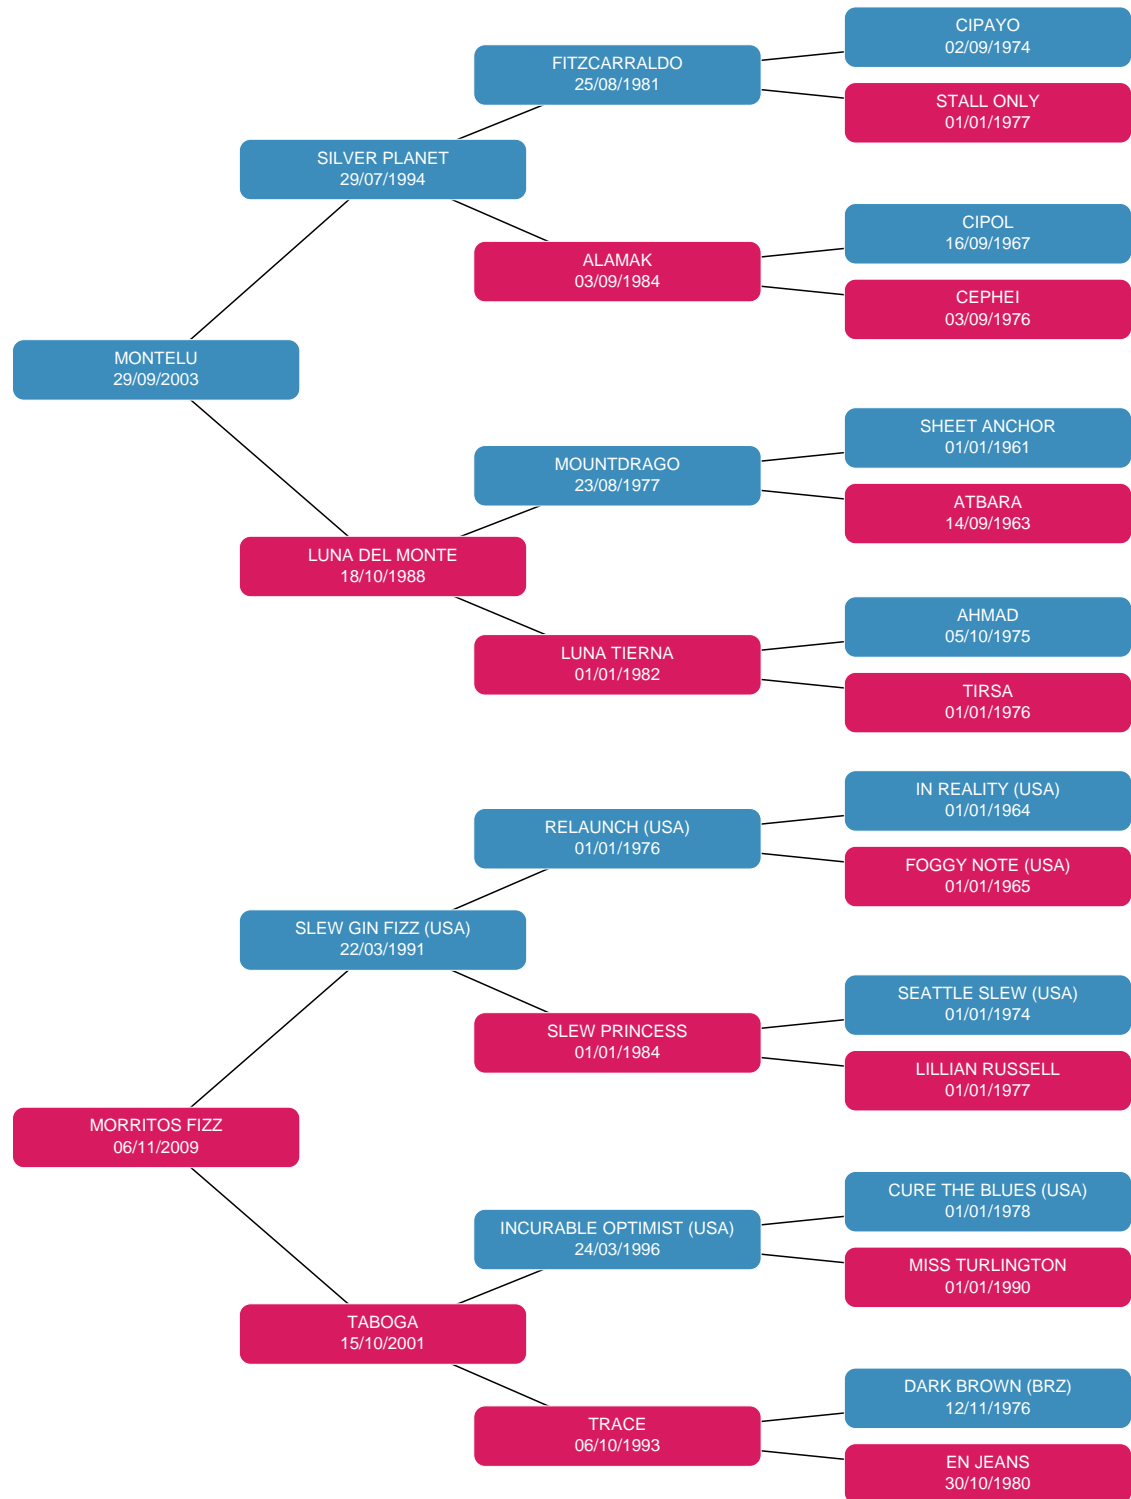 CIPAYO
02/09/1974
FITZCARRALDO
25/08/1981
STALL ONLY
01/01/1977
SILVER PLANET
29/07/1994
CIPOL
16/09/1967
ALAMAK
03/09/1984
CEPHEI
03/09/1976
MONTELU
29/09/2003
SHEET ANCHOR
01/01/1961
MOUNTDRAGO
23/08/1977
ATBARA
14/09/1963
LUNA DEL MONTE
18/10/1988
AHMAD
05/10/1975
LUNA TIERNA
01/01/1982
TIRSA
01/01/1976
IN REALITY (USA)
01/01/1964
RELAUNCH (USA)
01/01/1976
FOGGY NOTE (USA)
01/01/1965
SLEW GIN FIZZ (USA)
22/03/1991
SEATTLE SLEW (USA)
01/01/1974
SLEW PRINCESS
01/01/1984
LILLIAN RUSSELL
01/01/1977
MORRITOS FIZZ
06/11/2009
CURE THE BLUES (USA)
01/01/1978
INCURABLE OPTIMIST (USA)
24/03/1996
MISS TURLINGTON
01/01/1990
TABOGA
15/10/2001
DARK BROWN (BRZ)
12/11/1976
TRACE
06/10/1993
EN JEANS
30/10/1980